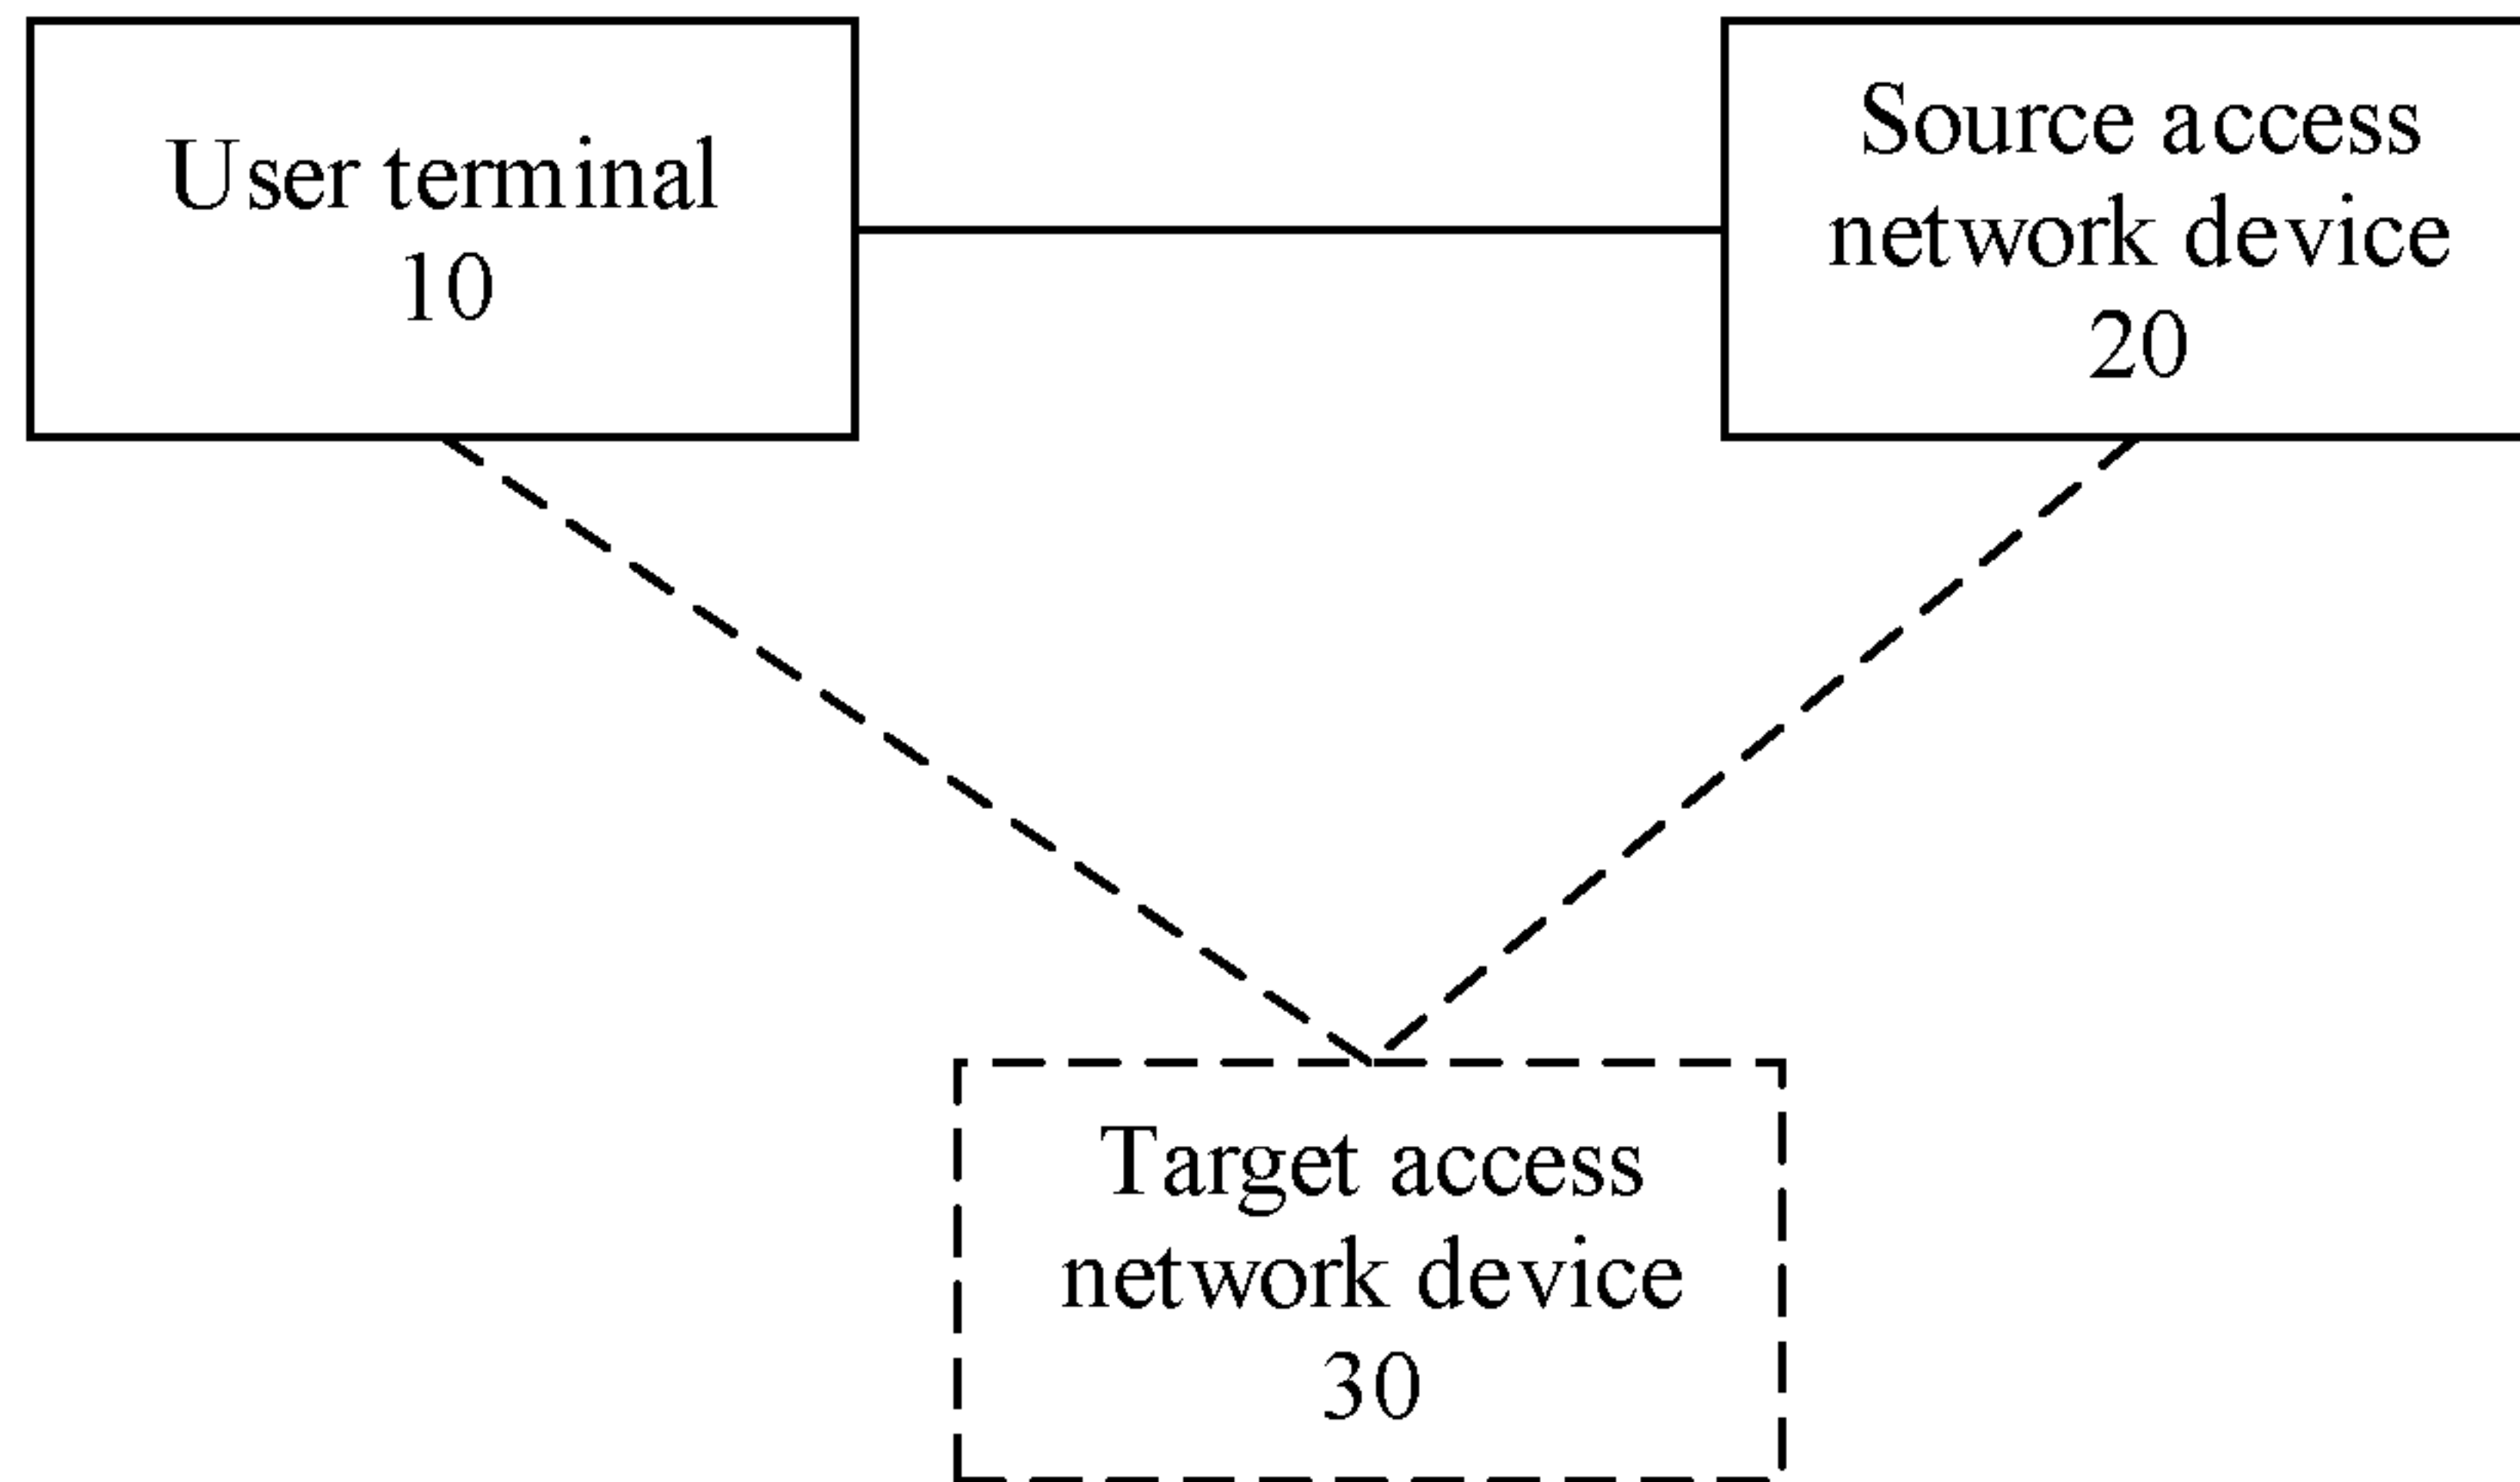 User terminal
10
Source access
network device
20
Target access
network device
30